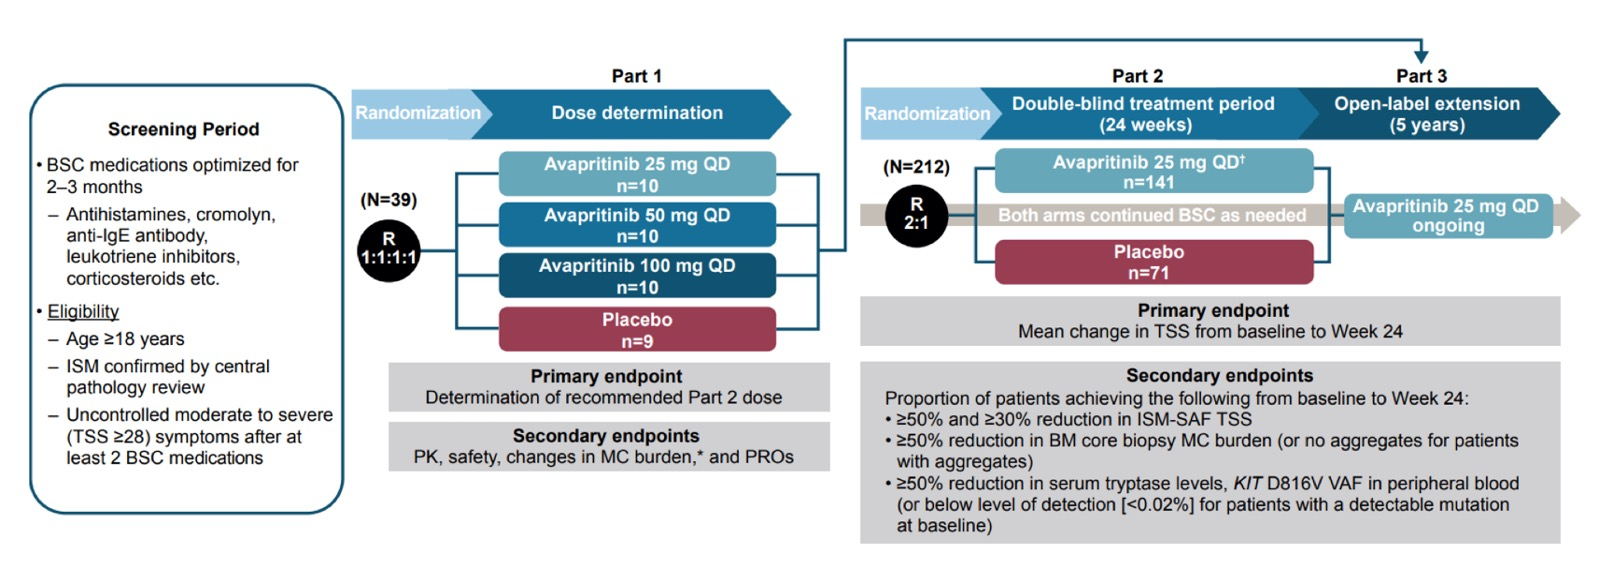 Screening Period
• BSC medications optimized for
2–3 months
– Antihistamines, cromolyn,
anti-IgE antibody,
leukotriene inhibitors,
corticosteroids etc.
• Eligibility
– Age ≥18 years
– ISM confirmed by central
pathology review
– Uncontrolled moderate to severe
(TSS ≥28) symptoms after at
least 2 BSC medications
Part 1
Randomization
Dose determination
(N=39)
R
1:1:1:1
Avapritinib 25 mg QD
n=10
Avapritinib 50 mg QD
n=10
Avapritinib 100 mg QD
n=10
Placebo
n=9
Primary endpoint
Determination of recommended Part 2 dose
Secondary endpoints
PK, safety, changes in MC burden,* and PROs
Part 2
Part 3
Randomization
Double-blind treatment period
(24 weeks)
Open-label extension
(5 years)
(N=212)
R
2:1
Avapritinib 25 mg QD†
n=141
Both arms continued BSC as needed
Placebo
n=71
Avapritinib 25 mg QD
ongoing
Primary endpoint
Mean change in TSS from baseline to Week 24
Secondary endpoints
Proportion of patients achieving the following from baseline to Week 24:
• ≥50% and ≥30% reduction in ISM-SAF TSS
• ≥50% reduction in BM core biopsy MC burden (or no aggregates for patients
with aggregates)
• ≥50% reduction in serum tryptase levels, KIT D816V VAF in peripheral blood
(or below level of detection [<0.02%] for patients with a detectable mutation
at baseline)